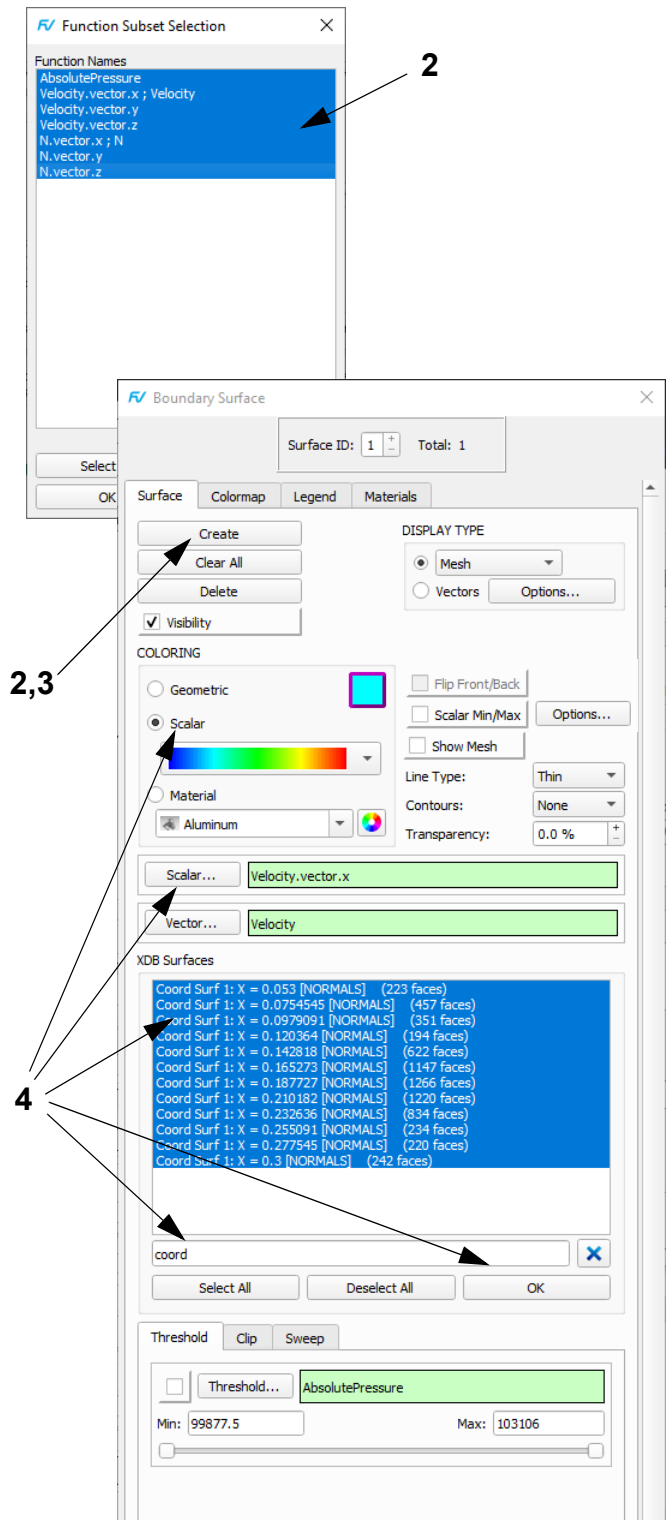 Function Subset Selection
Function Names
AbsolutePressure
Velocity.vector.x ; Velocity
Velocity.vector.y
Velocity.vector.z
N.vector.x ; N
N.vector.y
N.vector.z
2
Select
OK
Boundary Surface
Surface ID: 1 Total: 1
Surface Colormap Legend Materials
Create
Clear All
Delete
Visibility
DISPLAY TYPE
Mesh
Vectors Options...
2,3
COLORING
Geometric
Scalar
Material
Aluminum
Flip Front/Back
Scalar Min/Max Options...
Show Mesh
Line Type: Thin
Contours: None
Transparency: 0.0 %
Scalar... Velocity.vector.x
Vector... Velocity
XDB Surfaces
Coord Surf 1: X = 0.053 [NORMALS] (223 faces)
Coord Surf 1: X = 0.0754545 [NORMALS] (457 faces)
Coord Surf 1: X = 0.0979091 [NORMALS] (351 faces)
Coord Surf 1: X = 0.120364 [NORMALS] (194 faces)
Coord Surf 1: X = 0.142818 [NORMALS] (622 faces)
Coord Surf 1: X = 0.165273 [NORMALS] (1147 faces)
Coord Surf 1: X = 0.187727 [NORMALS] (1266 faces)
Coord Surf 1: X = 0.210182 [NORMALS] (1220 faces)
Coord Surf 1: X = 0.232636 [NORMALS] (834 faces)
Coord Surf 1: X = 0.255091 [NORMALS] (234 faces)
Coord Surf 1: X = 0.277545 [NORMALS] (220 faces)
Coord Surf 1: X = 0.3 [NORMALS] (242 faces)
4
coord
Select All Deselect All OK
Threshold Clip Sweep
Threshold... AbsolutePressure
Min: 99877.5 Max: 103106